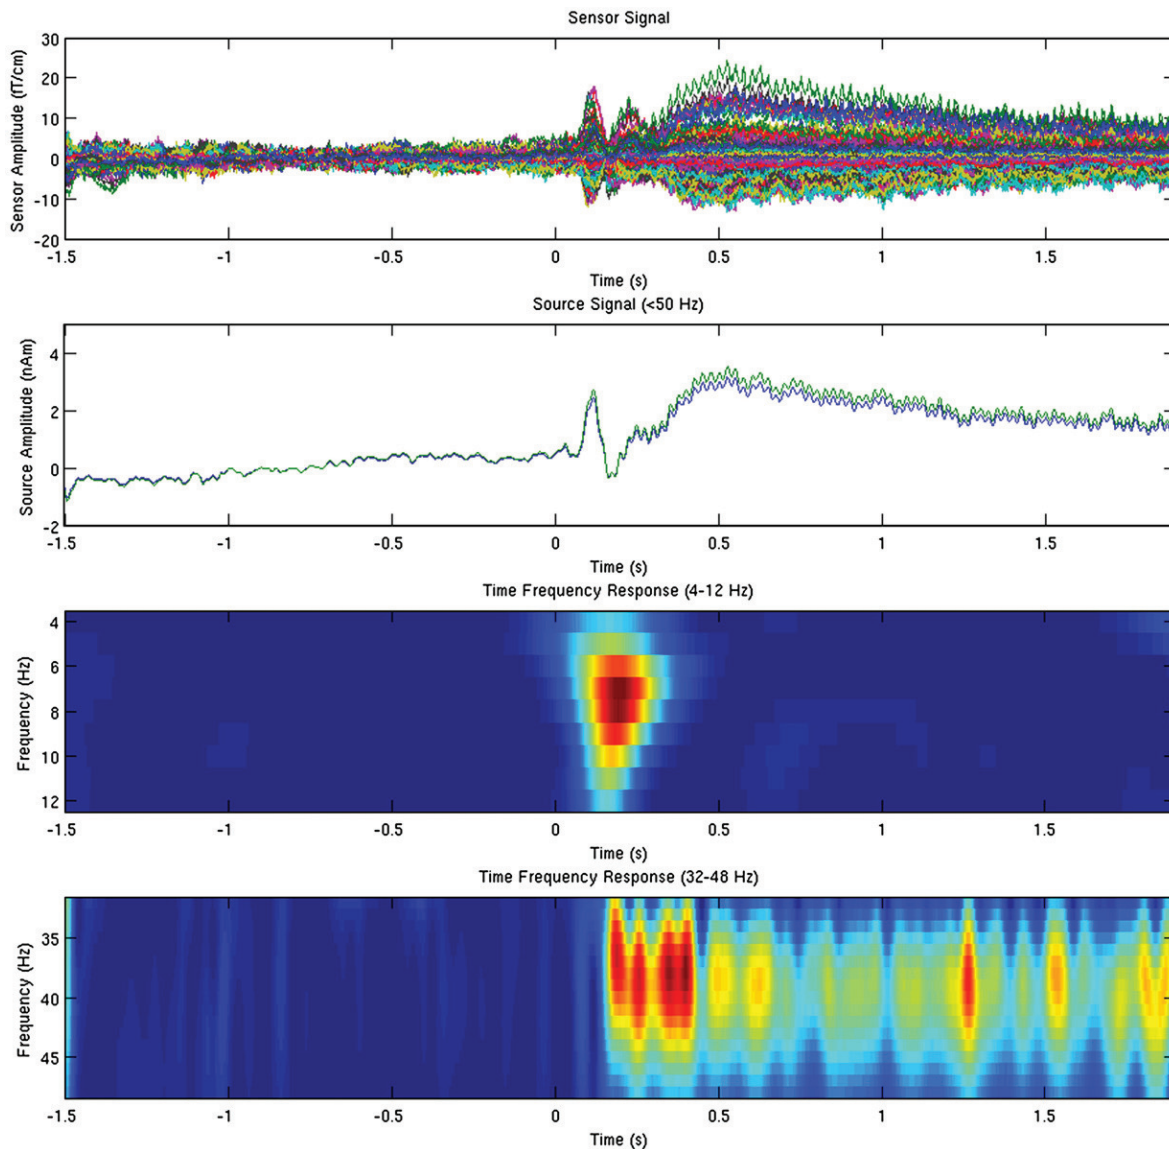 Sensor Signal
Sensor Amplitude (fT/cm)
30
20
10
0
-10
-20
-1.5 -1 -0.5 0 0.5 1 1.5
Time (s)
Source Signal (<50 Hz)
Source Amplitude (nAm)
4
2
0
-2
-1.5 -1 -0.5 0 0.5 1 1.5
Time (s)
Time Frequency Response (4-12 Hz)
Frequency (Hz)
4
6
8
10
12
-1.5 -1 -0.5 0 0.5 1 1.5
Time (s)
Time Frequency Response (32-48 Hz)
Frequency (Hz)
35
40
45
-1.5 -1 -0.5 0 0.5 1 1.5
Time (s)